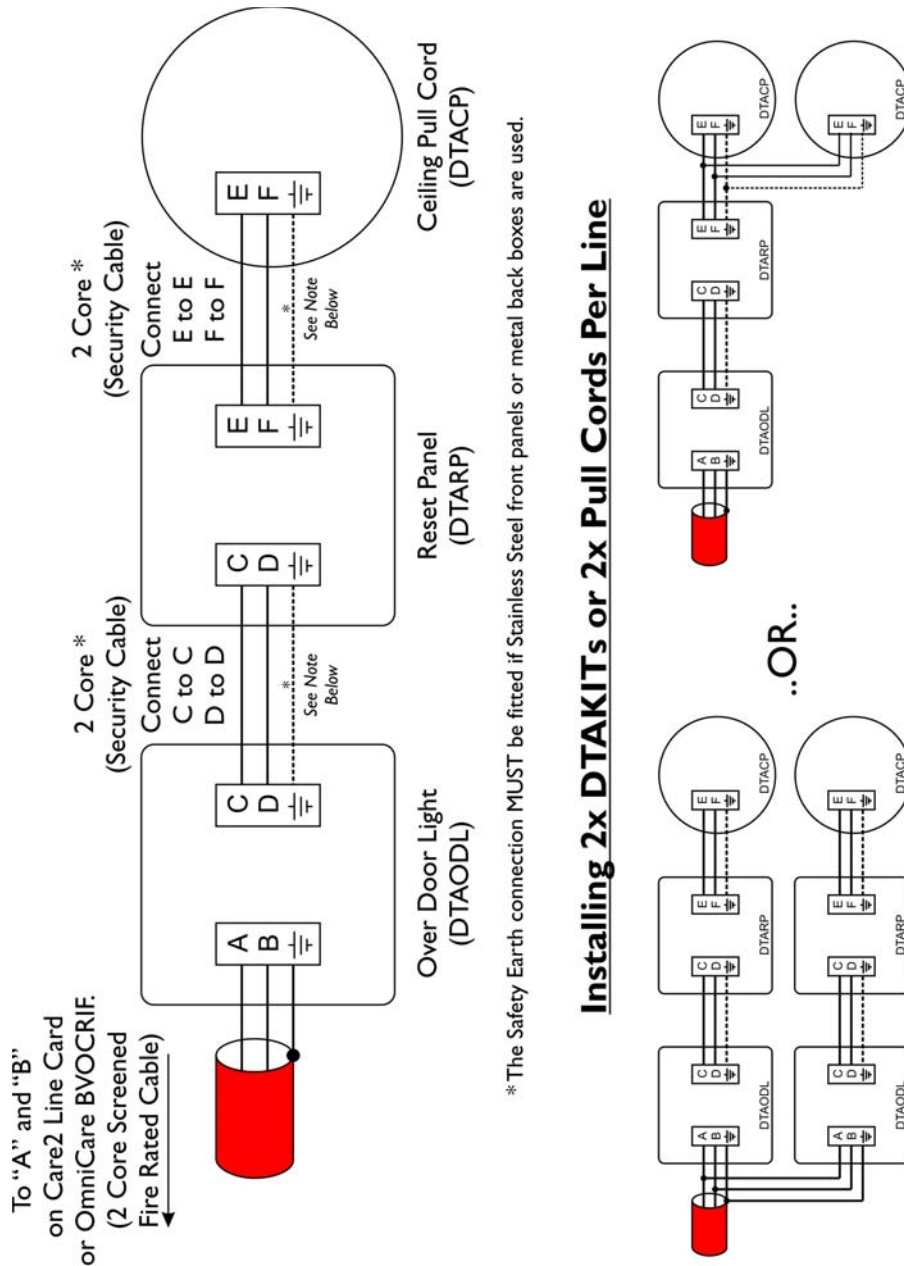 To “A” and “B”
on Care2 Line Card
or OmniCare BVOCRIF.
(2 Core Screened
Fire Rated Cable)
A
B
C
D
Over Door Light
(DTAODL)
2 Core *
(Security Cable)
Connect
C to C
D to D
*
See Note
Below
C
D
E
F
Reset Panel
(DTARP)
2 Core *
(Security Cable)
Connect
E to E
F to F
*
See Note
Below
E
F
Ceiling Pull Cord
(DTACP)
* The Safety Earth connection MUST be fitted if Stainless Steel front panels or metal back boxes are used.
Installing 2x DTAKITs or 2x Pull Cords Per Line
A
B
C
D
DTAODL
C
D
E
F
DTARP
E
F
DTACP
A
B
C
D
DTAODL
C
D
E
F
DTARP
E
F
DTACP
..OR..
A
B
C
D
DTAODL
C
D
E
F
DTARP
E
F
DTACP
E
F
DTACP